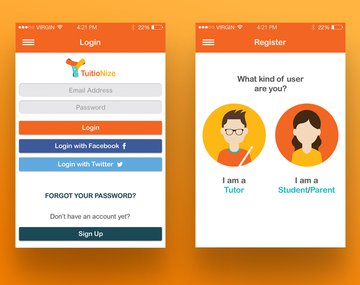 VIRGIN 4:21 PM 22%
Login
TuitioNize
Email Address
Password
Login
Login with Facebook
Login with Twitter
FORGOT YOUR PASSWORD?
Don't have an account yet?
Sign Up
VIRGIN 4:21 PM 22%
Register
What kind of user
are you?
I am a
Tutor
I am a
Student/Parent